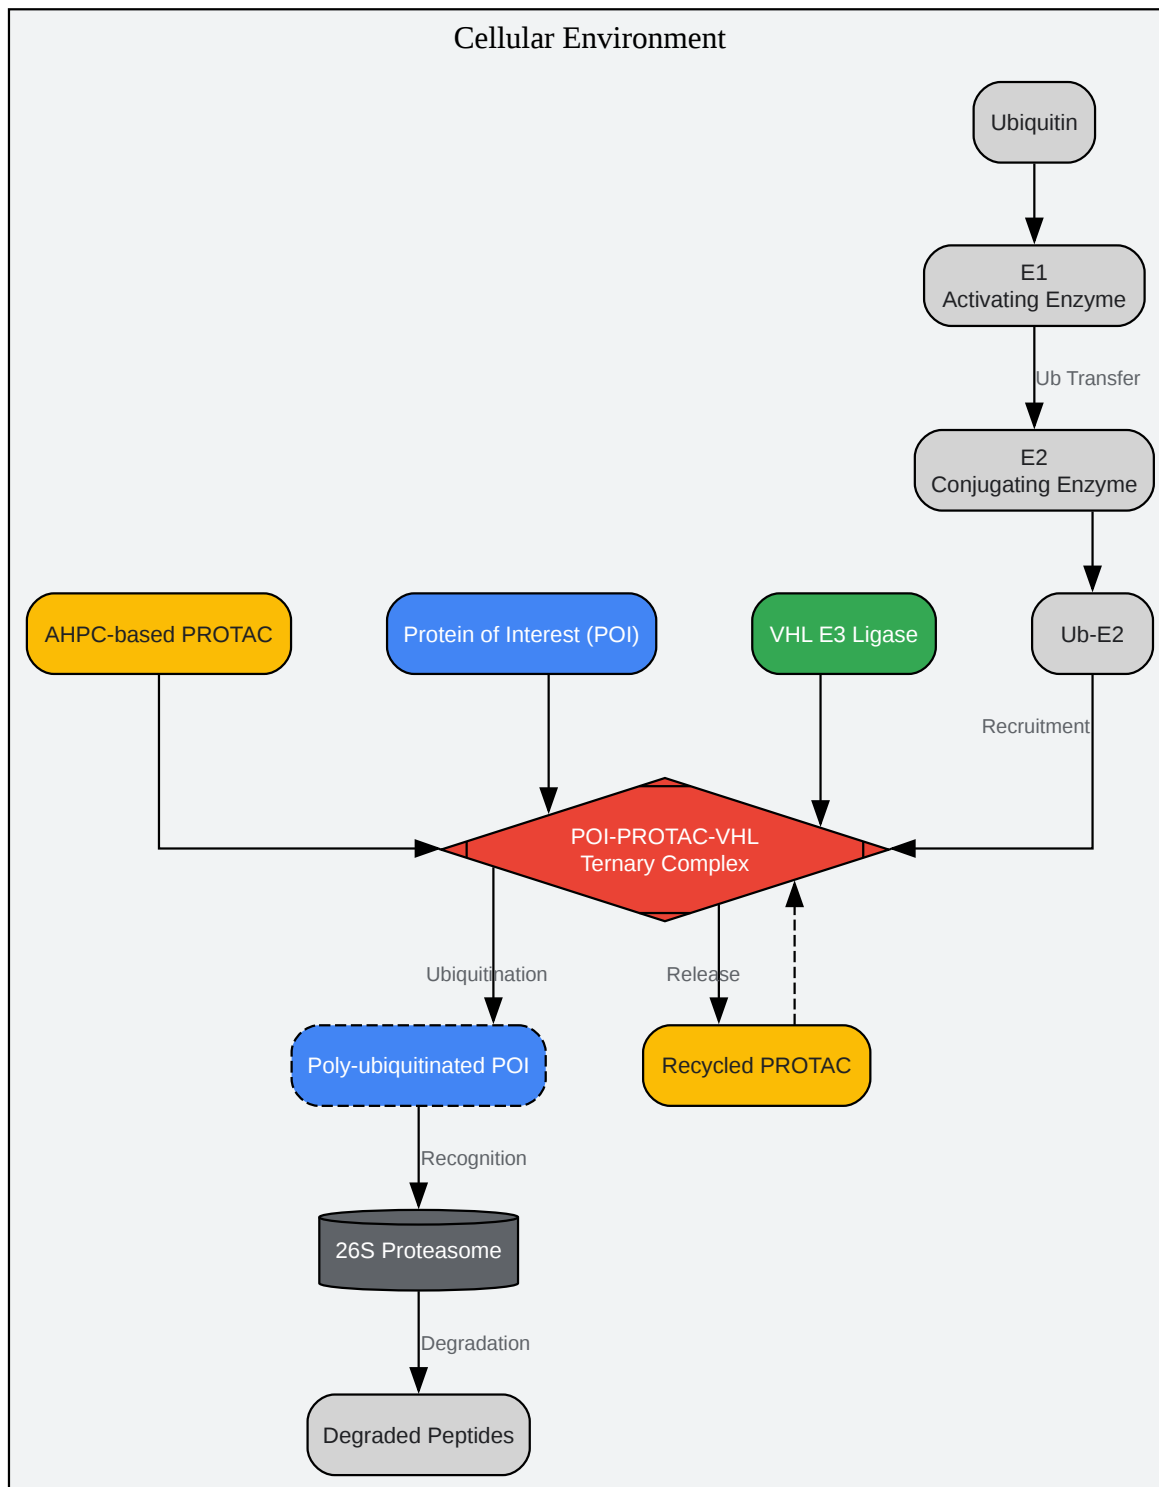 Cellular Environment
Ubiquitin
E1
Activating Enzyme
Ub Transfer
E2
Conjugating Enzyme
AHPC-based PROTAC
Protein of Interest (POI)
VHL E3 Ligase
Ub-E2
Recruitment
POI-PROTAC-VHL
Ternary Complex
Ubiquitination
Release
Poly-ubiquitinated POI
Recycled PROTAC
Recognition
26S Proteasome
Degradation
Degraded Peptides